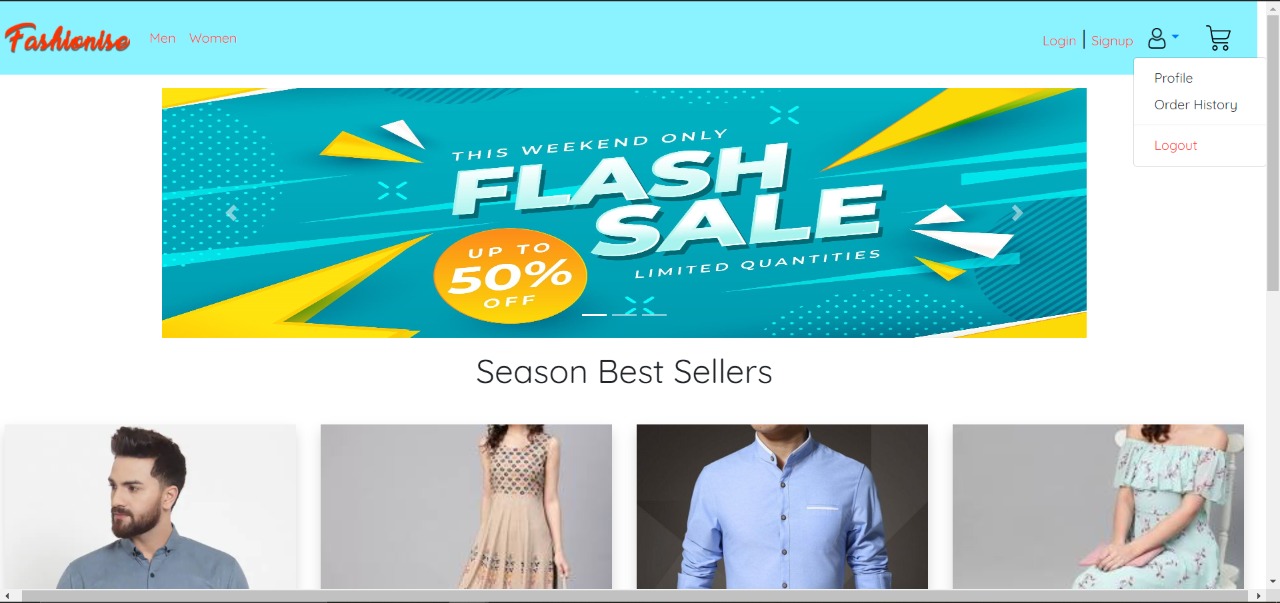 Fashionise
Men Women
Login | Signup
Profile
Order History
Logout
THIS WEEKEND ONLY
FLASH
SALE
UP TO
50%
OFF
LIMITED QUANTITIES
Season Best Sellers